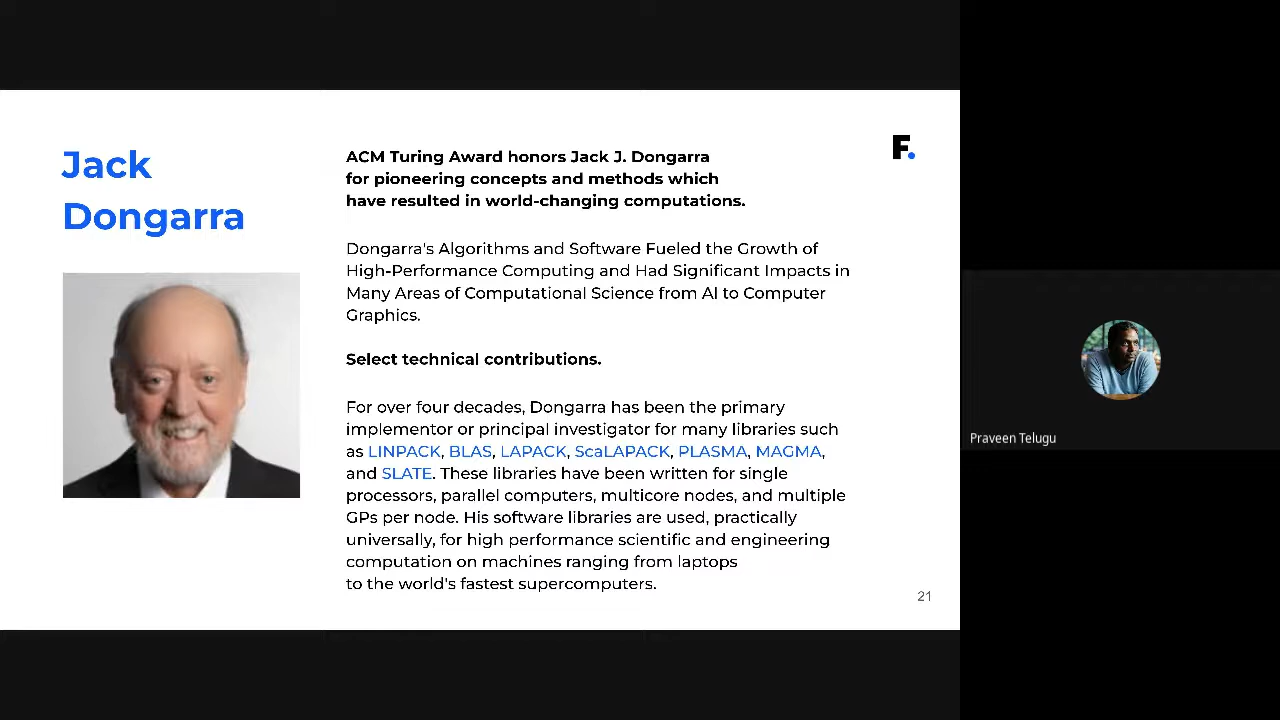 Jack
Dongarra
F.
ACM Turing Award honors Jack J. Dongarra
for pioneering concepts and methods which
have resulted in world-changing computations.
Dongarra's Algorithms and Software Fueled the Growth of
High-Performance Computing and Had Significant Impacts in
Many Areas of Computational Science from AI to Computer
Graphics.
Select technical contributions.
For over four decades, Dongarra has been the primary
implementor or principal investigator for many libraries such
as LINPACK, BLAS, LAPACK, ScaLAPACK, PLASMA, MAGMA,
and SLATE. These libraries have been written for single
processors, parallel computers, multicore nodes, and multiple
GPs per node. His software libraries are used, practically
universally, for high performance scientific and engineering
computation on machines ranging from laptops
to the world's fastest supercomputers.
21
Praveen Telugu